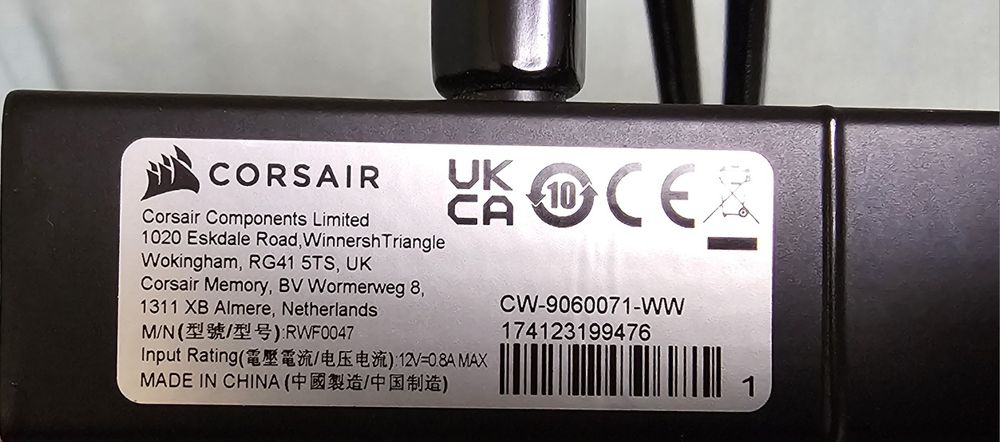 CORSAIR
UK
CA
10
CE
Corsair Components Limited
1020 Eskdale Road,WinnershTriangle
Wokingham, RG41 5TS, UK
Corsair Memory, BV Wormerweg 8,
1311 XB Almere, Netherlands
M/N(型號/型号):RWF0047
Input Rating(電壓電流/电压电流):12V=0.8A MAX
MADE IN CHINA (中國製造/中国制造)
CW-9060071-WW
174123199476
1